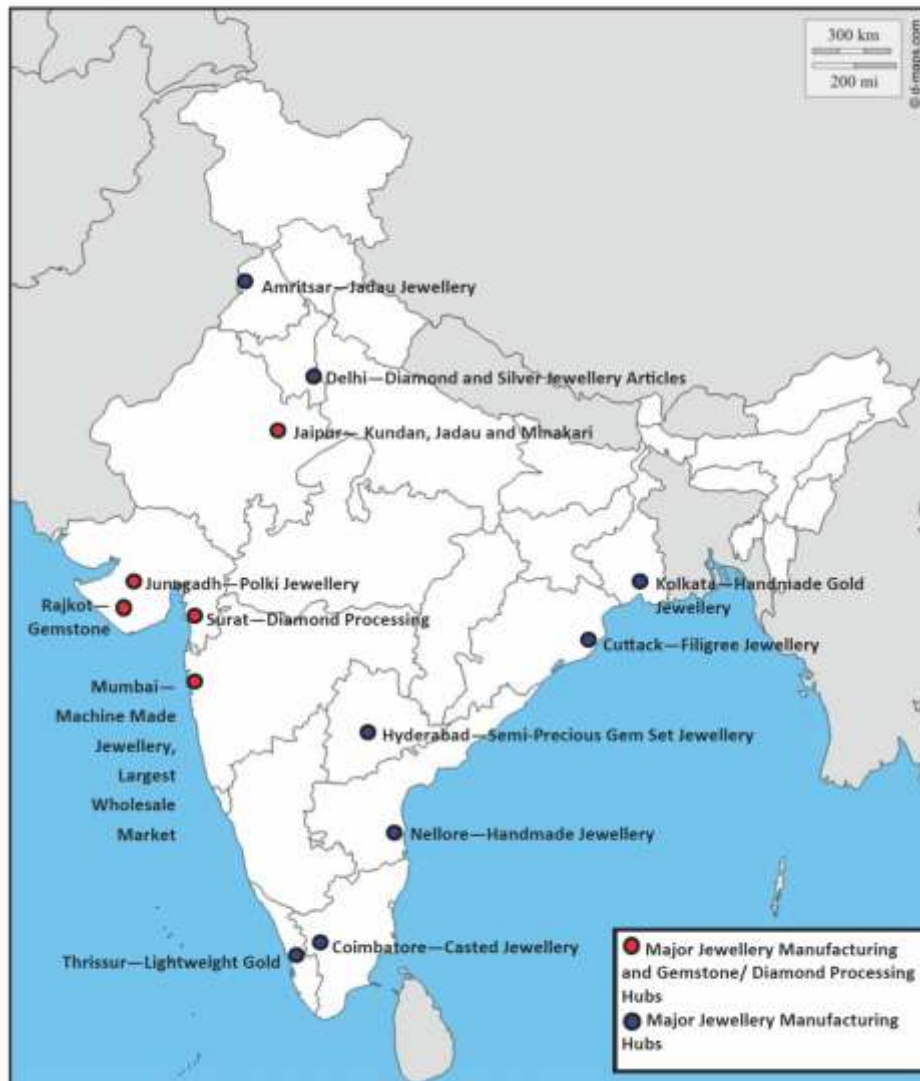 300 km
200 mi
© d-maps.com
Amritsar—Jadau Jewellery
Delhi—Diamond and Silver Jewellery Articles
Jaipur— Kundan, Jadau and Minakari
Junagadh—Polki Jewellery
Rajkot—
Gemstone
Surat—Diamond Processing
Kolkata—Handmade Gold
Jewellery
Cuttack—Filigree Jewellery
Mumbai—
Machine Made
Jewellery,
Largest
Wholesale
Market
Hyderabad—Semi-Precious Gem Set Jewellery
Nellore—Handmade Jewellery
Coimbatore—Casted Jewellery
Thrissur—Lightweight Gold
Major Jewellery Manufacturing
and Gemstone/ Diamond Processing
Hubs
Major Jewellery Manufacturing
Hubs